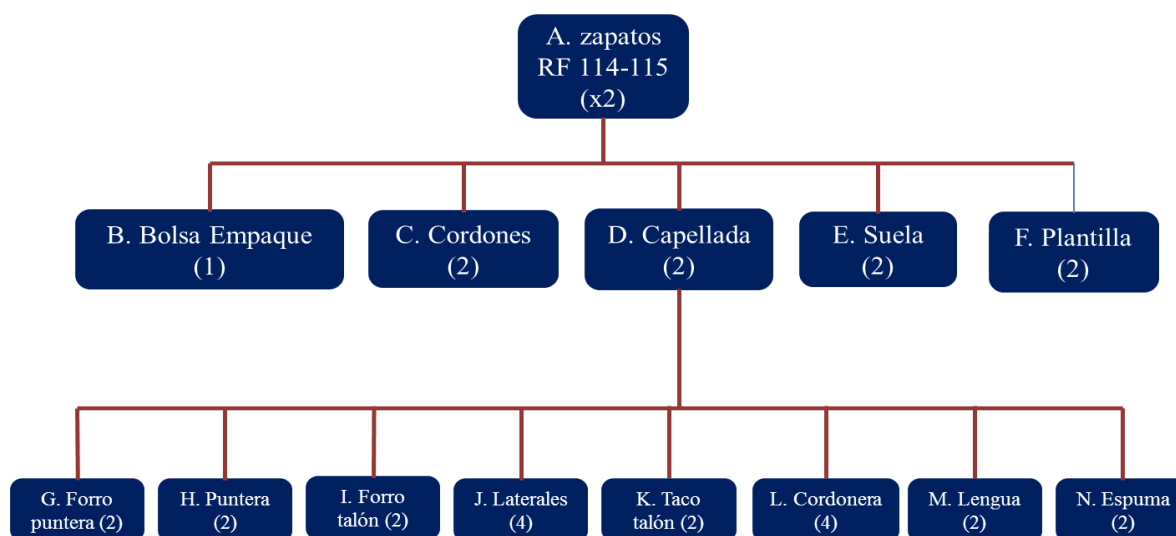 A. zapatos
RF 114-115
(x2)
B. Bolsa Empaque
(1)
C. Cordones
(2)
D. Capellada
(2)
E. Suela
(2)
F. Plantilla
(2)
G. Forro
puntera (2)
H. Puntera
(2)
I. Forro
talón (2)
J. Laterales
(4)
K. Taco
talón (2)
L. Cordonera
(4)
M. Lengua
(2)
N. Espuma
(2)